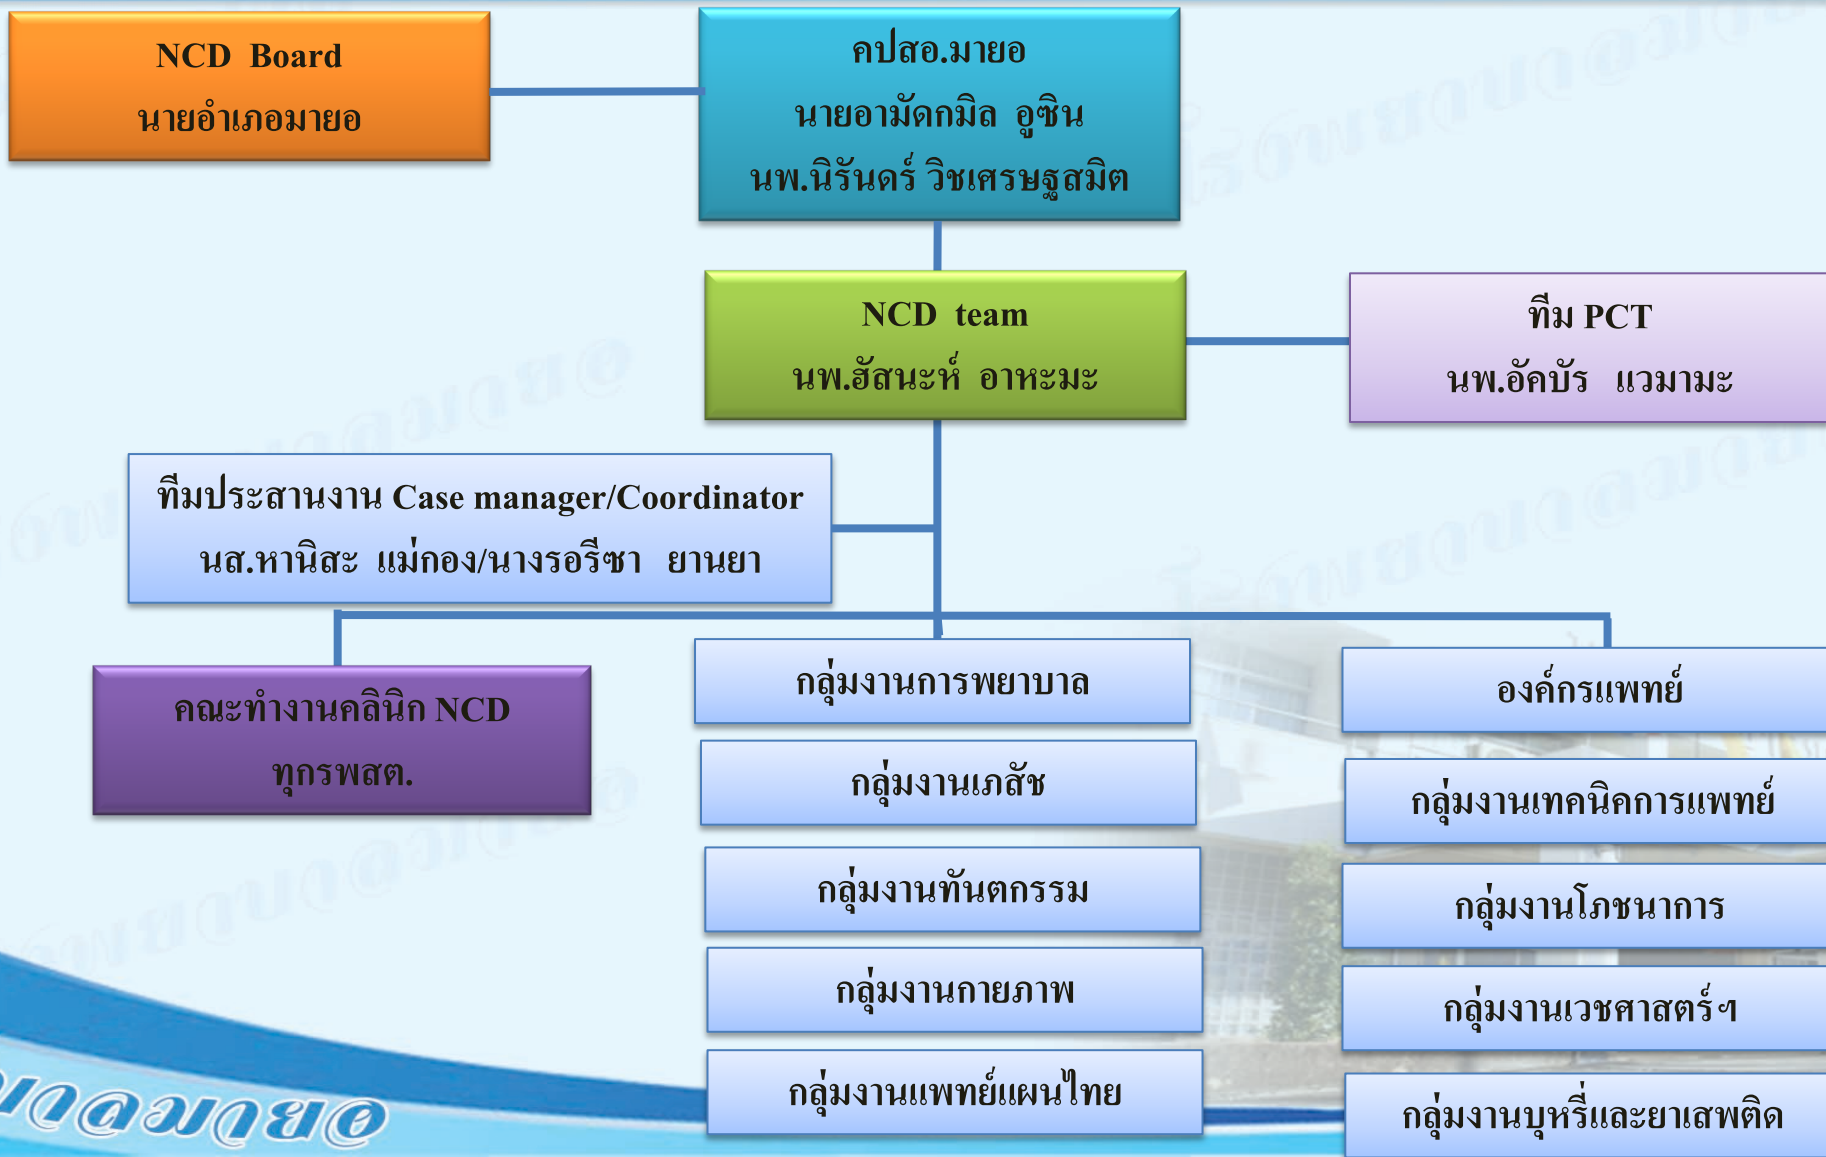 NCD Board
นายอำเภอมายอ
คปสอ.มายอ
นายอามัดกมิล อูซิน
นพ.นิรันดร์ วิชเศรษฐสมิต
NCD team
นพ.ฮัสนะห์ อาหะมะ
ทีม PCT
นพ.อัคบัร แวมามะ
ทีมประสานงาน Case manager/Coordinator
นส.หานิสะ แม่กอง/นางรอรีซา ยานยา
คณะทำงานคลินิก NCD
ทุกรพสต.
กลุ่มงานการพยาบาล
กลุ่มงานเภสัช
กลุ่มงานทันตกรรม
กลุ่มงานกายภาพ
กลุ่มงานแพทย์แผนไทย
องค์กรแพทย์
กลุ่มงานเทคนิคการแพทย์
กลุ่มงานโภชนาการ
กลุ่มงานเวชศาสตร์ฯ
กลุ่มงานบุหรี่และยาเสพติด
บาลมายอ